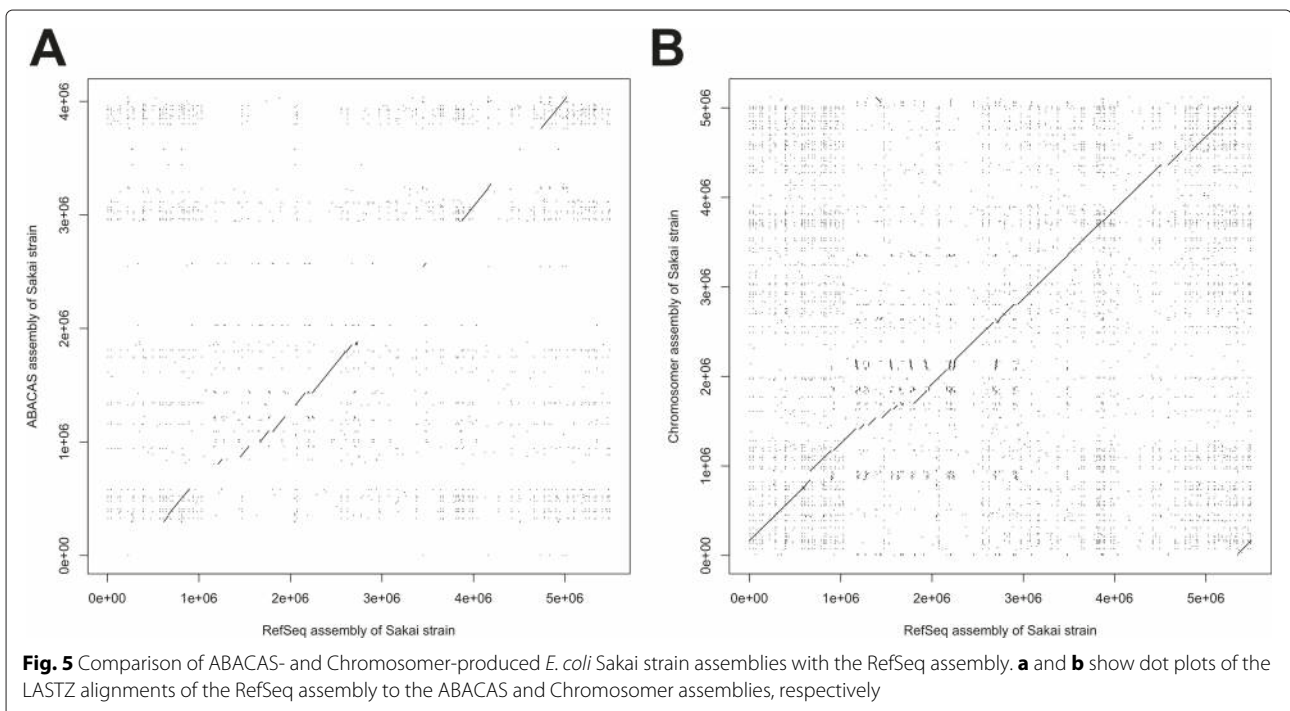 A
B
ABACAS assembly of Sakai strain
4e+06
3e+06
2e+06
1e+06
0e+00
0e+00 1e+06 2e+06 3e+06 4e+06 5e+06
RefSeq assembly of Sakai strain
Chromosomer assembly of Sakai strain
5e+06
4e+06
3e+06
2e+06
1e+06
0e+00
0e+00 1e+06 2e+06 3e+06 4e+06 5e+06
RefSeq assembly of Sakai strain
Fig. 5 Comparison of ABACAS- and Chromosomer-produced E. coli Sakai strain assemblies with the RefSeq assembly. a and b show dot plots of the
LASTZ alignments of the RefSeq assembly to the ABACAS and Chromosomer assemblies, respectively